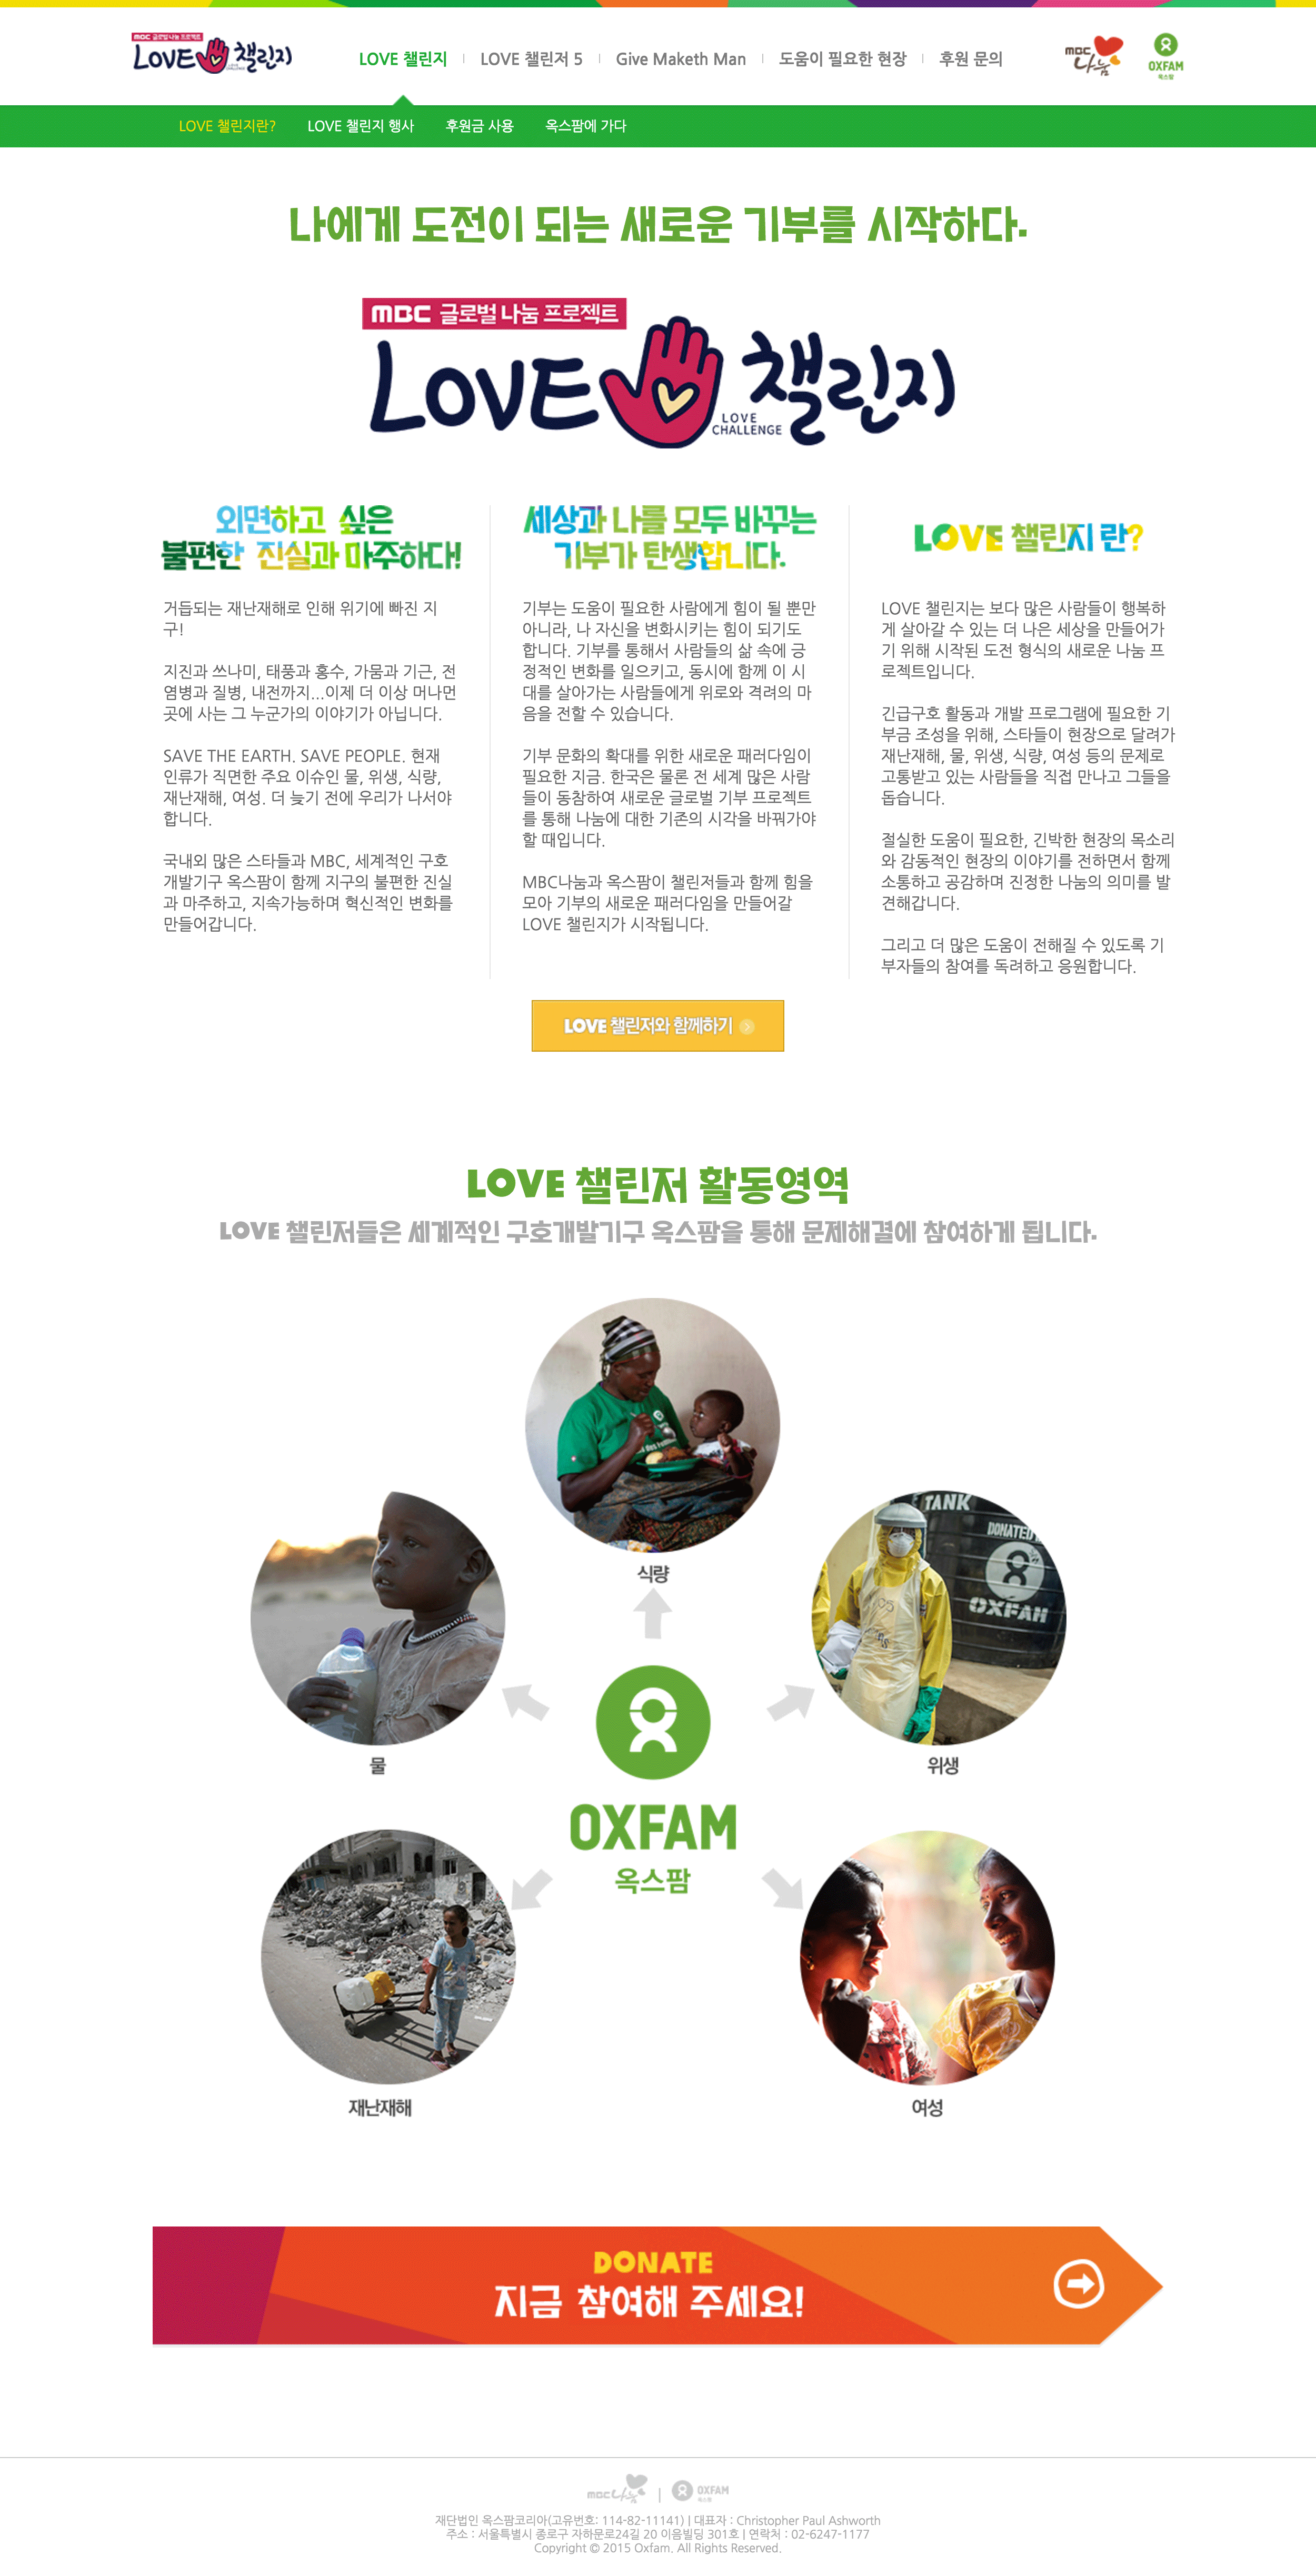 MBC 글로벌 나눔 프로젝트
LOVE 챌린지
LOVE 챌린지
LOVE 챌린저 5
Give Maketh Man
도움이 필요한 현장
후원 문의
MBC나눔
OXFAM
옥스팜
LOVE 챌린지란?
LOVE 챌린지 행사
후원금 사용
옥스팜에 가다
나에게 도전이 되는 새로운 기부를 시작하다.
MBC 글로벌 나눔 프로젝트
LOVE 챌린지
LOVE
CHALLENGE
외면하고 싶은
불편한 진실과 마주하다!
거듭되는 재난재해로 인해 위기에 빠진 지
구!
지진과 쓰나미, 태풍과 홍수, 가뭄과 기근, 전
염병과 질병, 내전까지...이제 더 이상 머나먼
곳에 사는 그 누군가의 이야기가 아닙니다.
SAVE THE EARTH. SAVE PEOPLE. 현재
인류가 직면한 주요 이슈인 물, 위생, 식량,
재난재해, 여성. 더 늦기 전에 우리가 나서야
합니다.
국내외 많은 스타들과 MBC, 세계적인 구호
개발기구 옥스팜이 함께 지구의 불편한 진실
과 마주하고, 지속가능하며 혁신적인 변화를
만들어갑니다.
세상과 나를 모두 바꾸는
기부가 탄생합니다.
기부는 도움이 필요한 사람에게 힘이 될 뿐만
아니라, 나 자신을 변화시키는 힘이 되기도
합니다. 기부를 통해서 사람들의 삶 속에 긍
정적인 변화를 일으키고, 동시에 함께 이 시
대를 살아가는 사람들에게 위로와 격려의 마
음을 전할 수 있습니다.
기부 문화의 확대를 위한 새로운 패러다임이
필요한 지금. 한국은 물론 전 세계 많은 사람
들이 동참하여 새로운 글로벌 기부 프로젝트
를 통해 나눔에 대한 기존의 시각을 바꿔가야
할 때입니다.
MBC나눔과 옥스팜이 챌린저들과 함께 힘을
모아 기부의 새로운 패러다임을 만들어갈
LOVE 챌린지가 시작됩니다.
LOVE 챌린지 란?
LOVE 챌린지는 보다 많은 사람들이 행복하
게 살아갈 수 있는 더 나은 세상을 만들어가
기 위해 시작된 도전 형식의 새로운 나눔 프
로젝트입니다.
긴급구호 활동과 개발 프로그램에 필요한 기
부금 조성을 위해, 스타들이 현장으로 달려가
재난재해, 물, 위생, 식량, 여성 등의 문제로
고통받고 있는 사람들을 직접 만나고 그들을
돕습니다.
절실한 도움이 필요한, 긴박한 현장의 목소리
와 감동적인 현장의 이야기를 전하면서 함께
소통하고 공감하며 진정한 나눔의 의미를 발
견해갑니다.
그리고 더 많은 도움이 전해질 수 있도록 기
부자들의 참여를 독려하고 응원합니다.
LOVE 챌린저와 함께하기
LOVE 챌린저 활동영역
LOVE 챌린저들은 세계적인 구호개발기구 옥스팜을 통해 문제해결에 참여하게 됩니다.
식량
TANK
DONATED
OXFAM
물
위생
OXFAM
옥스팜
재난재해
여성
DONATE
지금 참여해 주세요!
MBC나눔 | OXFAM
옥스팜
재단법인 옥스팜코리아(고유번호: 114-82-11141) | 대표자 : Christopher Paul Ashworth
주소 : 서울특별시 종로구 자하문로24길 20 이음빌딩 301호 | 연락처 : 02-6247-1177
Copyright © 2015 Oxfam. All Rights Reserved.